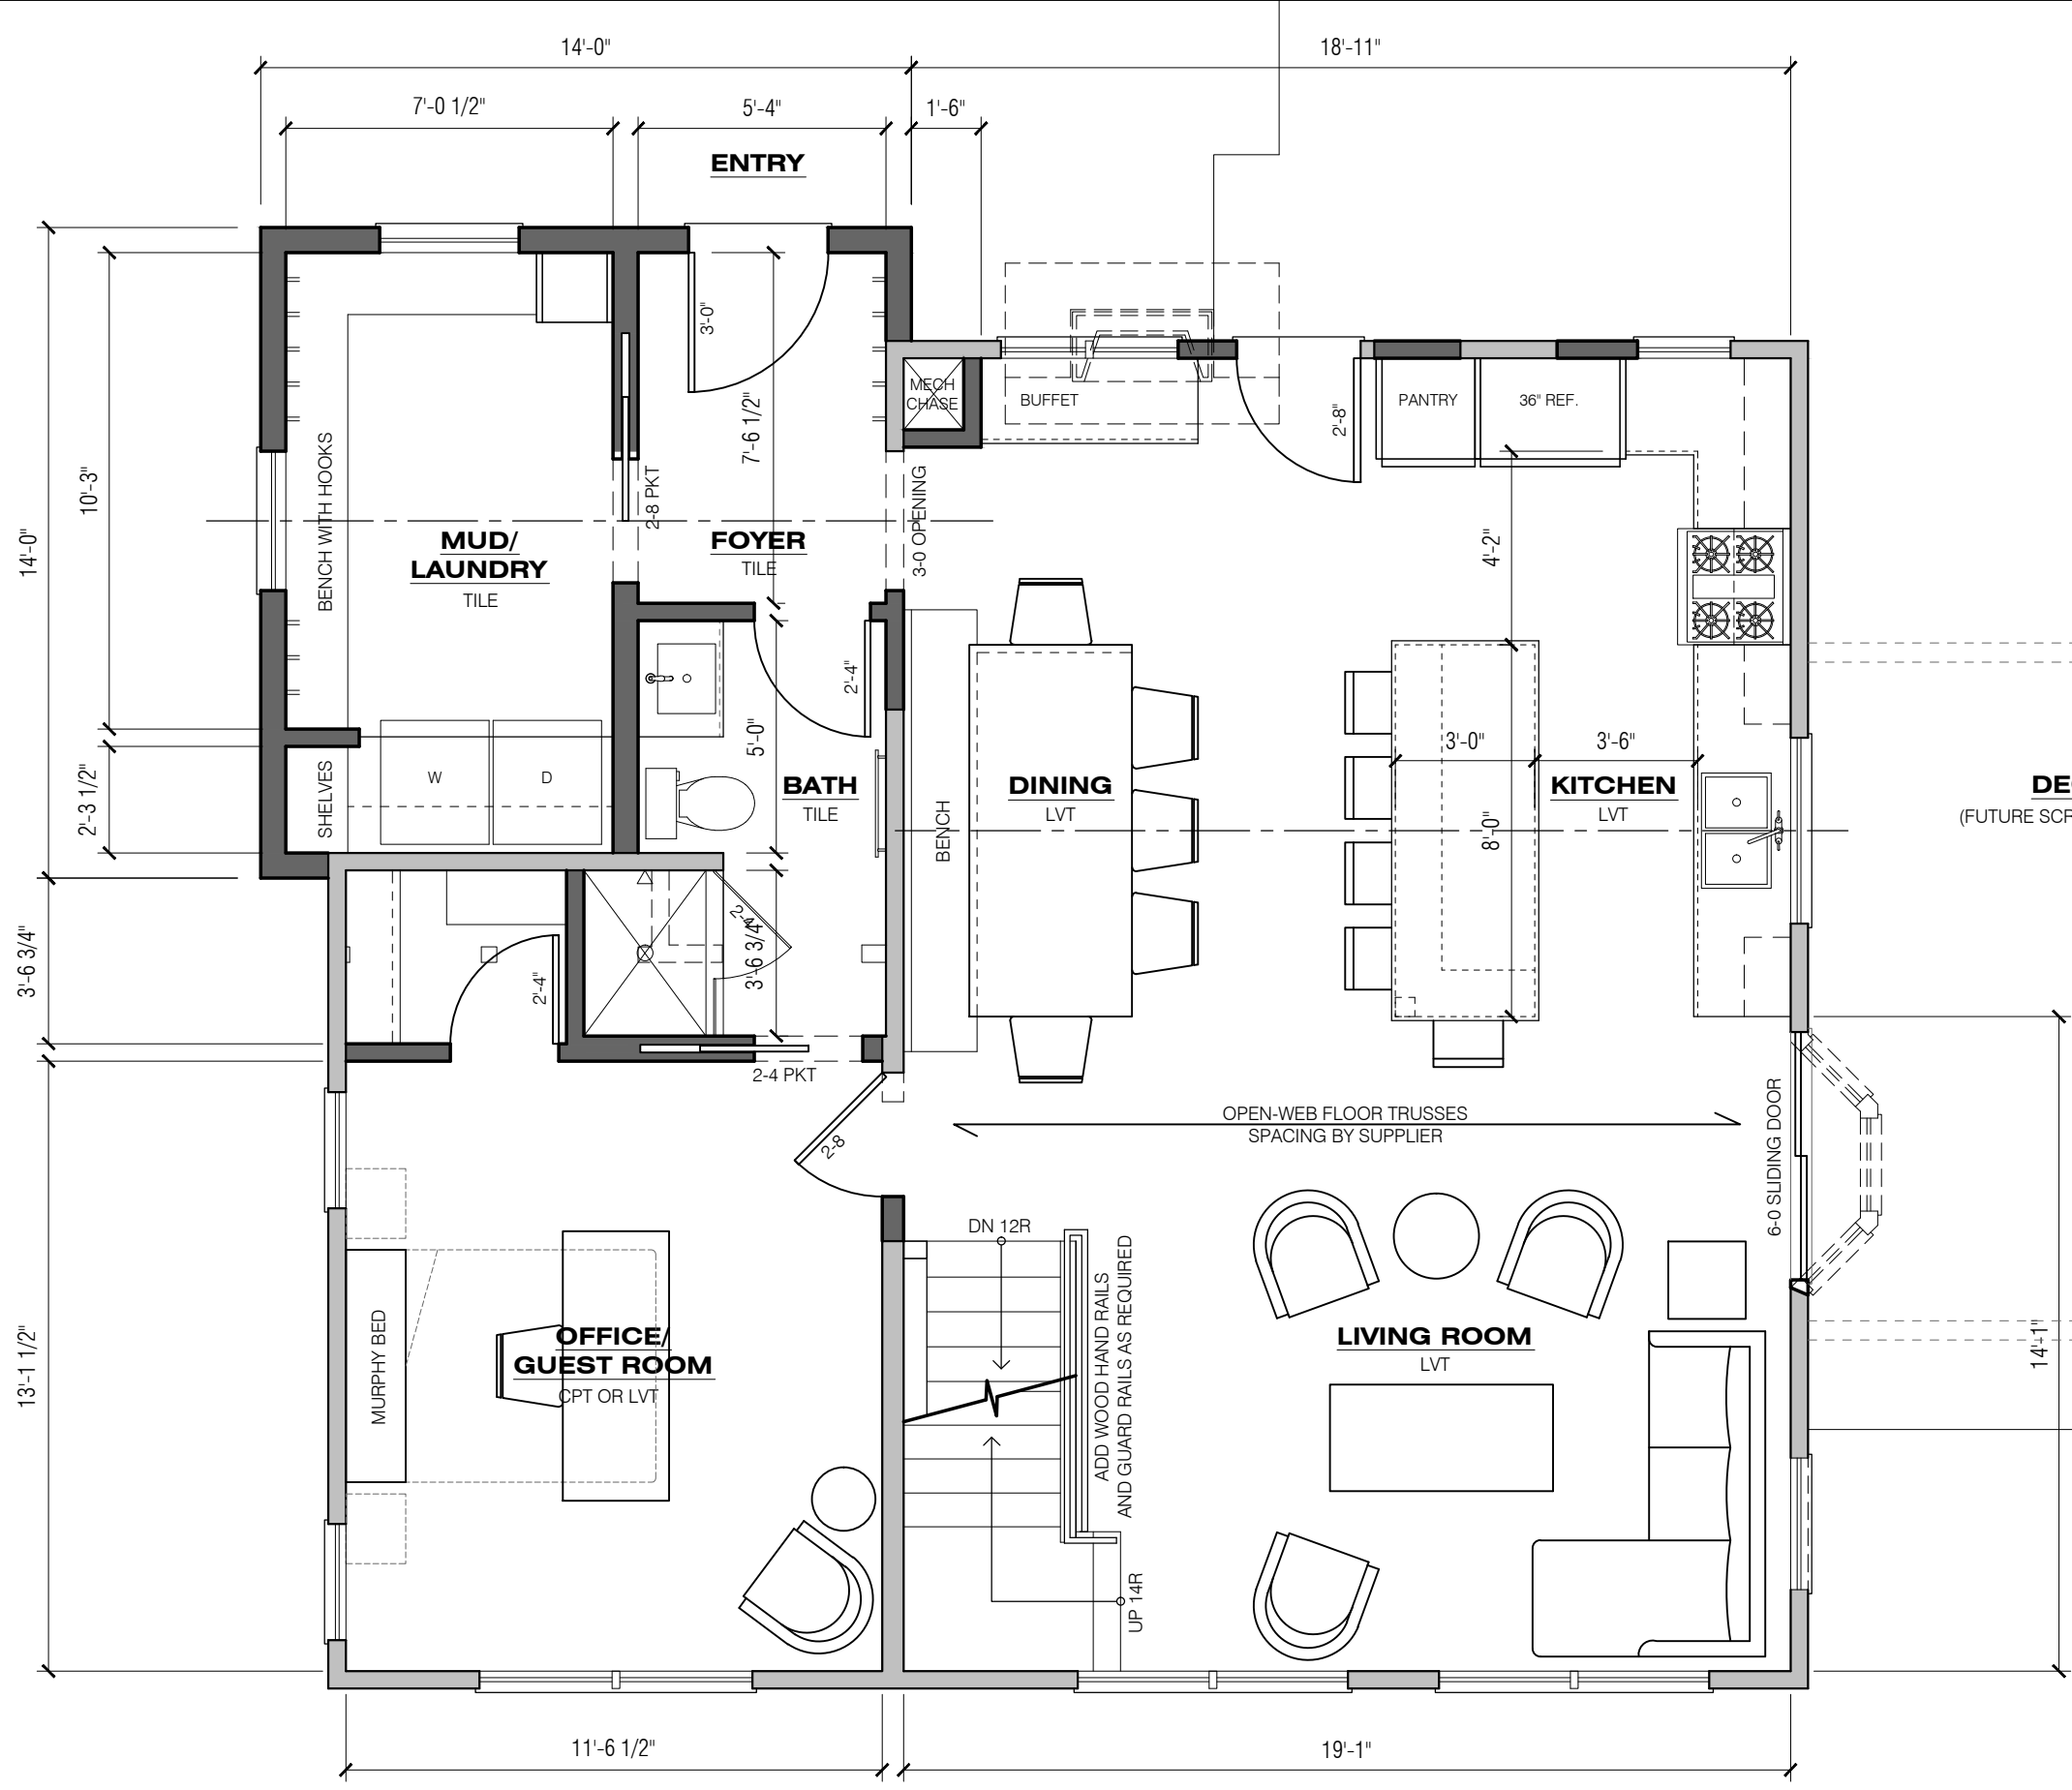 14'-0"
18'-11"
7'-0 1/2"
5'-4"
1'-6"
ENTRY
3'-0"
MECH
CHASE
BUFFET
2'-8"
PANTRY
36" REF.
7'-6 1/2"
10'-3"
14'-0"
BENCH WITH HOOKS
2-8 PKT
3-0 OPENING
MUD/
LAUNDRY
TILE
FOYER
TILE
4'-2"
2'-4"
5'-0"
3'-0"
3'-6"
2'-3 1/2"
SHELVES
W
D
BATH
TILE
BENCH
DINING
LVT
8'-0"
KITCHEN
LVT
DE
(FUTURE SCR
3'-6 3/4"
2'-4"
2-4
3'-6 3/4"
2-4 PKT
2-8
OPEN-WEB FLOOR TRUSSES
SPACING BY SUPPLIER
6-0 SLIDING DOOR
DN 12R
13'-1 1/2"
MURPHY BED
OFFICE/
GUEST ROOM
CPT OR LVT
ADD WOOD HAND RAILS
AND GUARD RAILS AS REQUIRED
LIVING ROOM
LVT
14'-1"
UP 14R
11'-6 1/2"
19'-1"